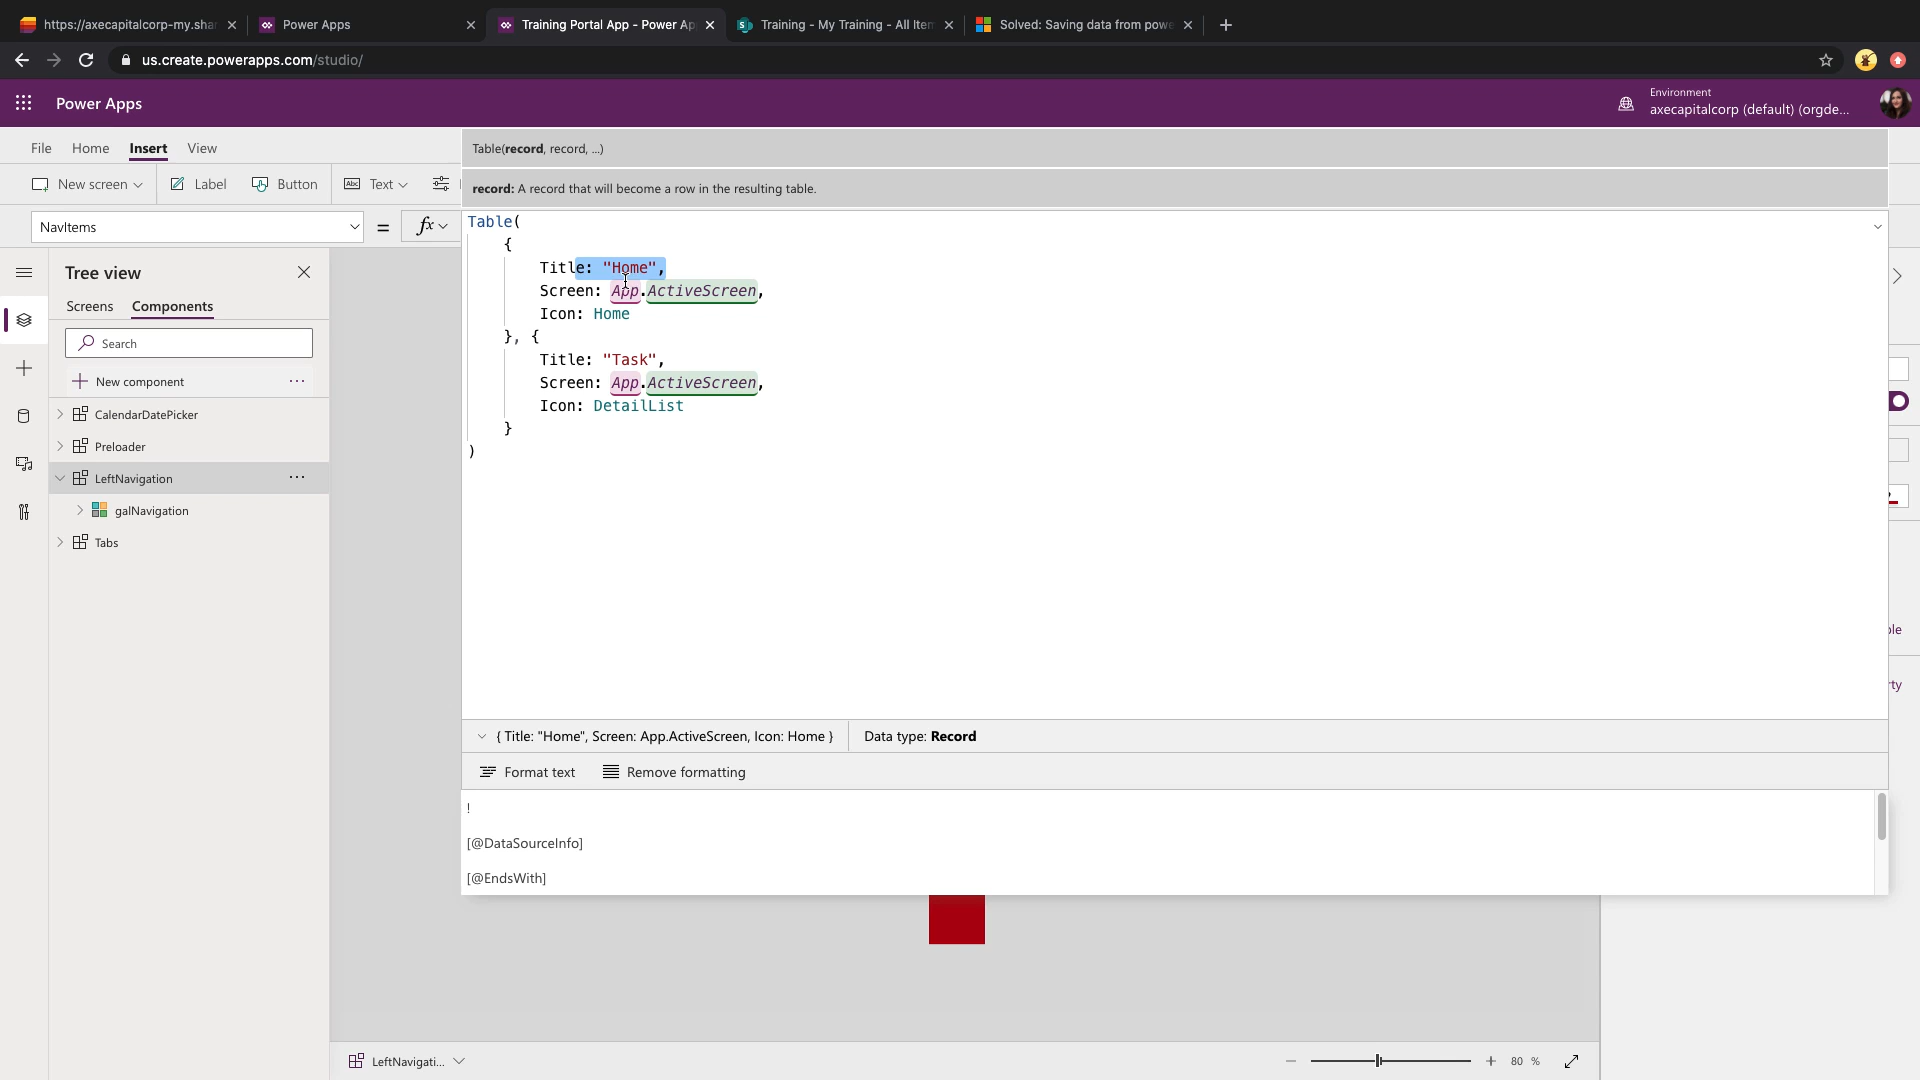 https://axecapitalcorp-my.shar
Power Apps
Training Portal App - Power Ap
Training - My Training - All Item
Solved: Saving data from powe
us.create.powerapps.com/studio/
Power Apps
Environment
axecapitalcorp (default) (orgde...
File
Home
Insert
View
Table(record, record, ...)
New screen
Label
Button
Text
record: A record that will become a row in the resulting table.
NavItems
=
fx
Table(
{
Title: "Home",
Screen: App.ActiveScreen,
Icon: Home
}, {
Title: "Task",
Screen: App.ActiveScreen,
Icon: DetailList
}
)
Tree view
Screens
Components
Search
New component
CalendarDatePicker
Preloader
LeftNavigation
galNavigation
Tabs
{ Title: "Home", Screen: App.ActiveScreen, Icon: Home }
Data type: Record
Format text
Remove formatting
!
[@DataSourceInfo]
[@EndsWith]
LeftNavigati...
80 %